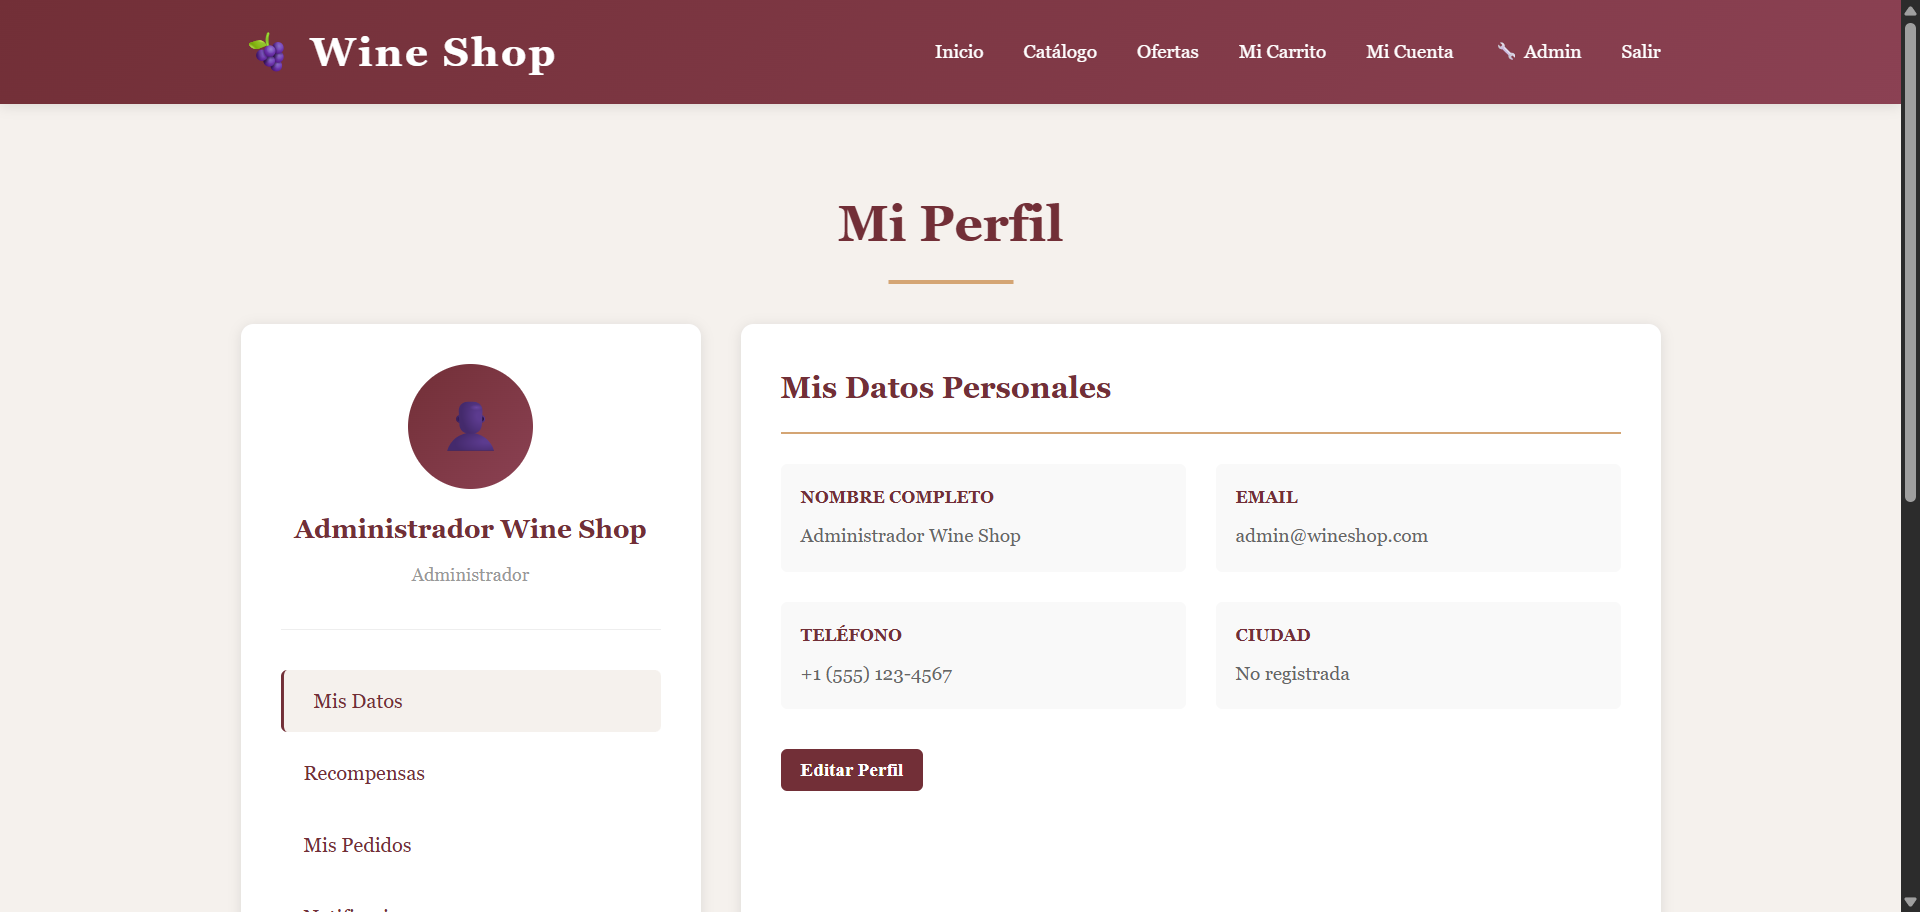 Wine Shop
Inicio
Catálogo
Ofertas
Mi Carrito
Mi Cuenta
Admin
Salir
Mi Perfil
Administrador Wine Shop
Administrador
Mis Datos
Recompensas
Mis Pedidos
Mis Datos Personales
NOMBRE COMPLETO
Administrador Wine Shop
EMAIL
admin@wineshop.com
TELÉFONO
+1 (555) 123-4567
CIUDAD
No registrada
Editar Perfil